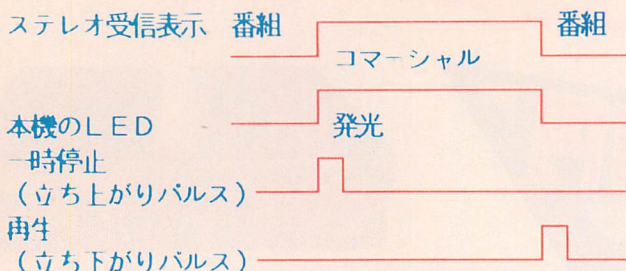 ステレオ受信表示 番組 番組
コマーシャル
本機のLED 発光
一時停止
(立ち上がりパルス)
再生
(立ち下がりパルス)